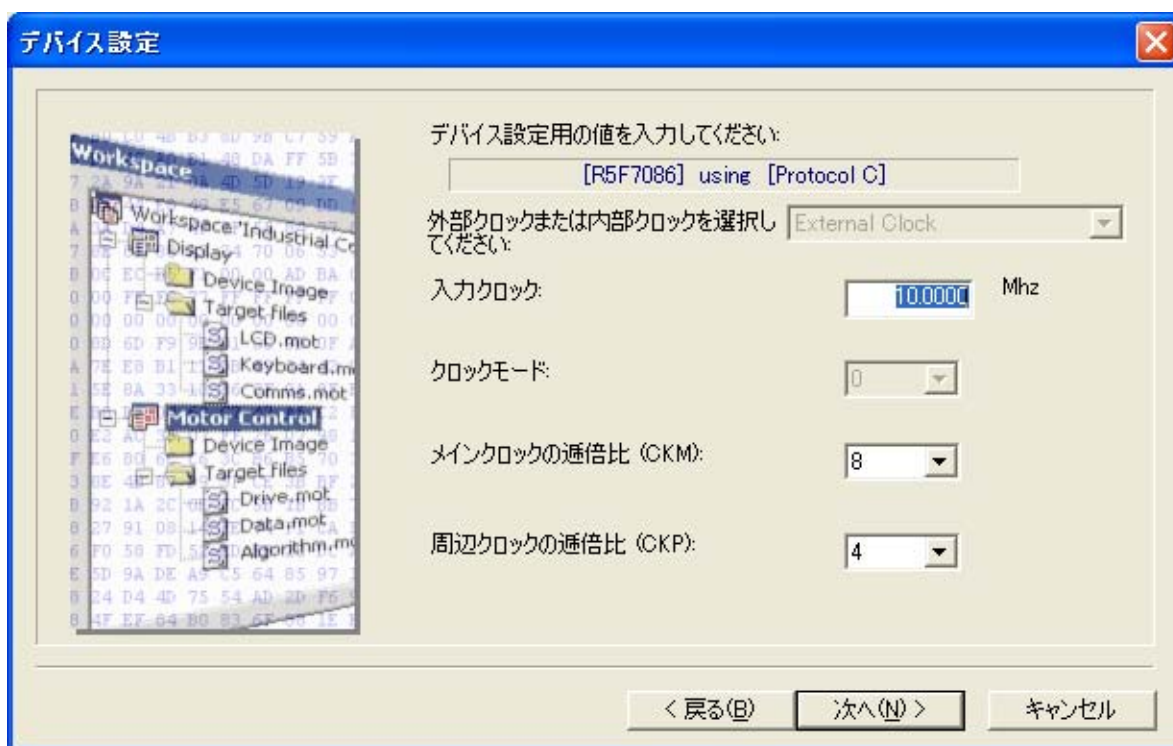 デバイス設定
デバイス設定用の値を入力してください:
[R5F7086] using [Protocol C]
外部クロックまたは内部クロックを選択し
てください:
External Clock
入力クロック:
10.0000
Mhz
クロックモード:
0
メインクロックの逓倍比 (CKM):
8
周辺クロックの逓倍比 (CKP):
4
Workspace
Workspace 'Industrial Co
Display
Device Image
Target files
LCD.mot
Keyboard.m
Comms.mot
Motor Control
Device Image
Target files
Drive.mot
Data.mot
Algorithm.m
< 戻る(B)
次へ(N) >
キャンセル